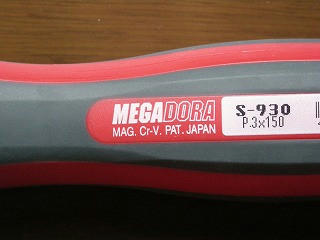 MEGADORA
MAG. Cr-V. PAT. JAPAN
S-930
P.3x150